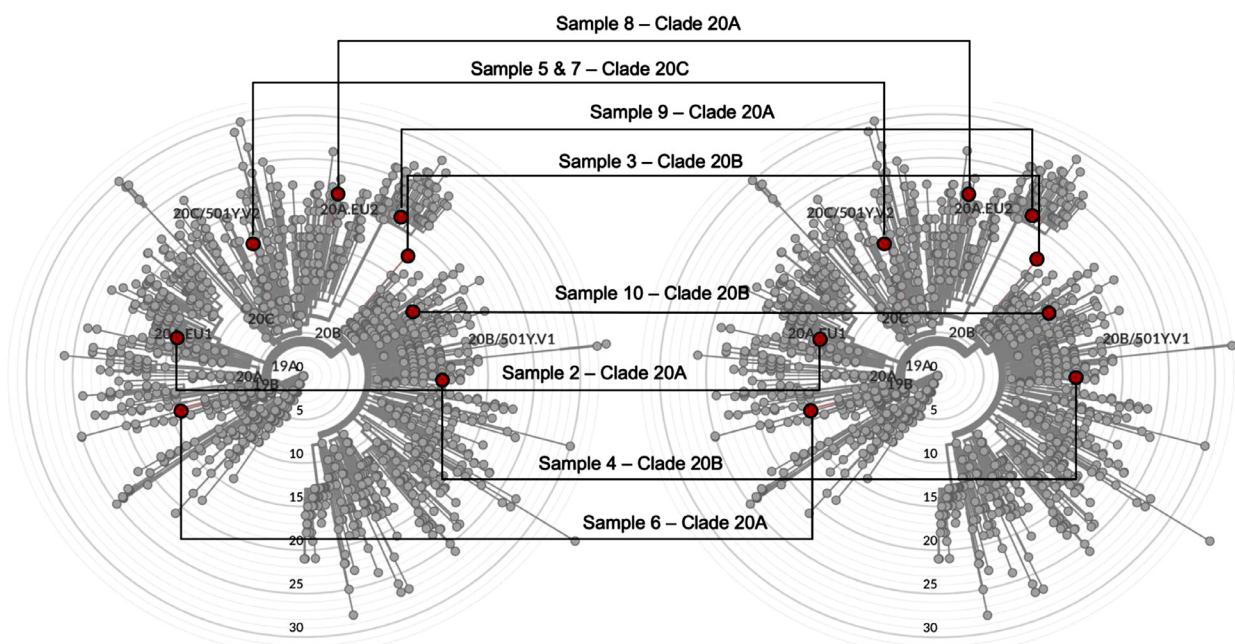 Sample 8 – Clade 20A
Sample 5 & 7 – Clade 20C
Sample 9 – Clade 20A
Sample 3 – Clade 20B
20C/501Y.V2
20A.EU2
20C/501Y.V2
20A.EU2
Sample 10 – Clade 20B
20C
20B
20A.EU1
20B/501Y.V1
20C
20B
20A.EU1
20B/501Y.V1
19A
0
20A
19B
Sample 2 – Clade 20A
19A
0
20A
19B
5
5
10
Sample 4 – Clade 20B
10
15
15
Sample 6 – Clade 20A
20
20
25
25
30
30